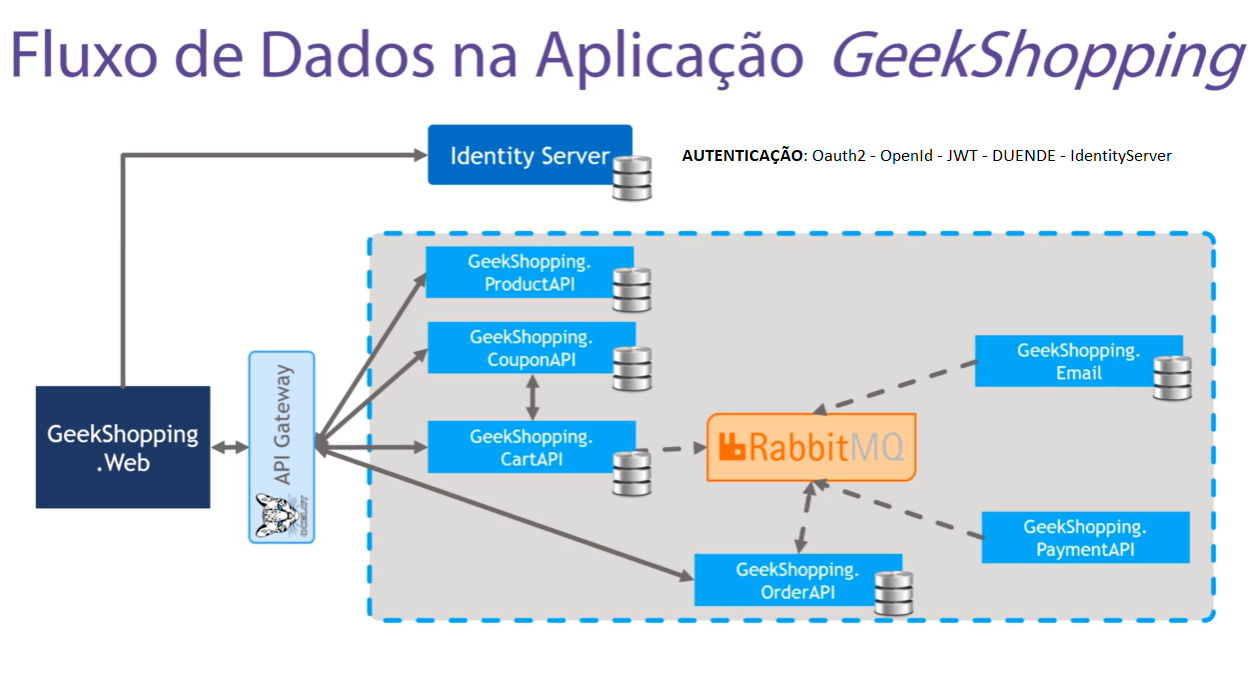 Fluxo de Dados na Aplicação GeekShopping
Identity Server
AUTENTICAÇÃO: Oauth2 - OpenId - JWT - DUENDE - IdentityServer
GeekShopping.
ProductAPI
GeekShopping.
CouponAPI
GeekShopping.
Email
API Gateway
OCELOT
GeekShopping
.Web
GeekShopping.
CartAPI
RabbitMQ
GeekShopping.
PaymentAPI
GeekShopping.
OrderAPI